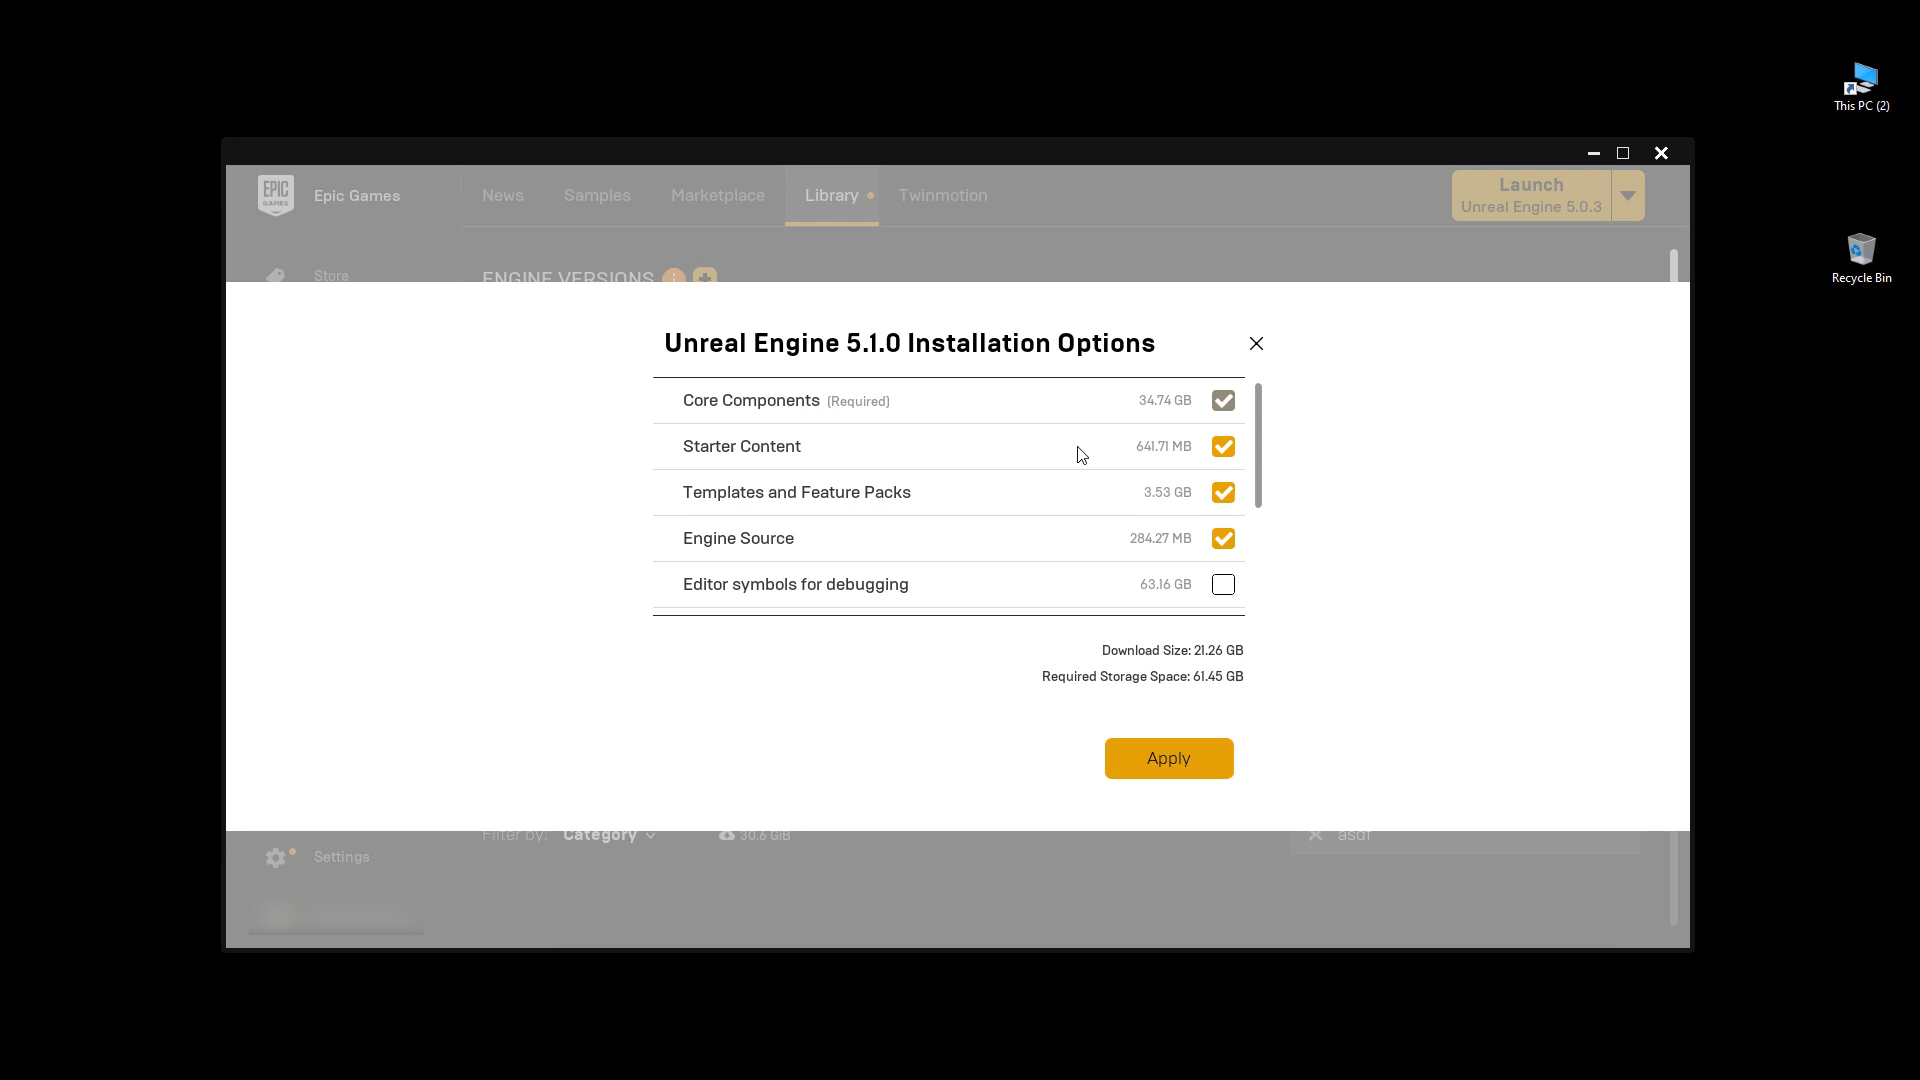 This PC (2)
Recycle Bin
EPIC
GAMES
Epic Games
News
Samples
Marketplace
Library
Twinmotion
Launch
Unreal Engine 5.0.3
Store
ENGINE VERSIONS
Unreal Engine 5.1.0 Installation Options
Core Components (Required) 34.74 GB
Starter Content 641.71 MB
Templates and Feature Packs 3.53 GB
Engine Source 284.27 MB
Editor symbols for debugging 63.16 GB
Download Size: 21.26 GB
Required Storage Space: 61.45 GB
Apply
Filter by: Category 30.6 GiB
asdf
Settings